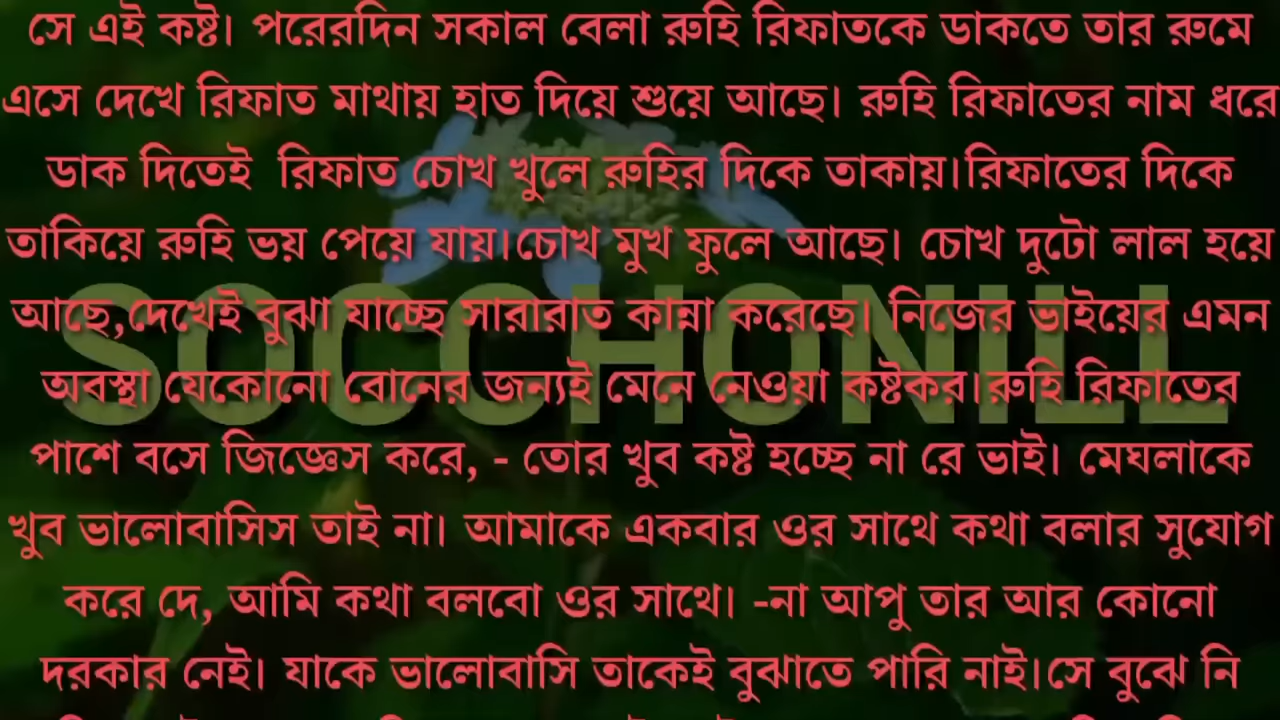 সে এই কষ্ট। পরেরদিন সকাল বেলা রুহি রিফাতকে ডাকতে তার রুমে
এসে দেখে রিফাত মাথায় হাত দিয়ে শুয়ে আছে। রুহি রিফাতের নাম ধরে
ডাক দিতেই রিফাত চোখ খুলে রুহির দিকে তাকায়।রিফাতের দিকে
তাকিয়ে রুহি ভয় পেয়ে যায়।চোখ মুখ ফুলে আছে। চোখ দুটো লাল হয়ে
আছে,দেখেই বুঝা যাচ্ছে সারারাত কান্না করেছে। নিজের ভাইয়ের এমন
অবস্থা যেকোনো বোনের জন্যই মেনে নেওয়া কষ্টকর।রুহি রিফাতের
পাশে বসে জিজ্ঞেস করে, - তোর খুব কষ্ট হচ্ছে না রে ভাই। মেঘলাকে
খুব ভালোবাসিস তাই না। আমাকে একবার ওর সাথে কথা বলার সুযোগ
করে দে, আমি কথা বলবো ওর সাথে। -না আপু তার আর কোনো
দরকার নেই। যাকে ভালোবাসি তাকেই বুঝাতে পারি নাই।সে বুঝে নি
SOCCHONILL